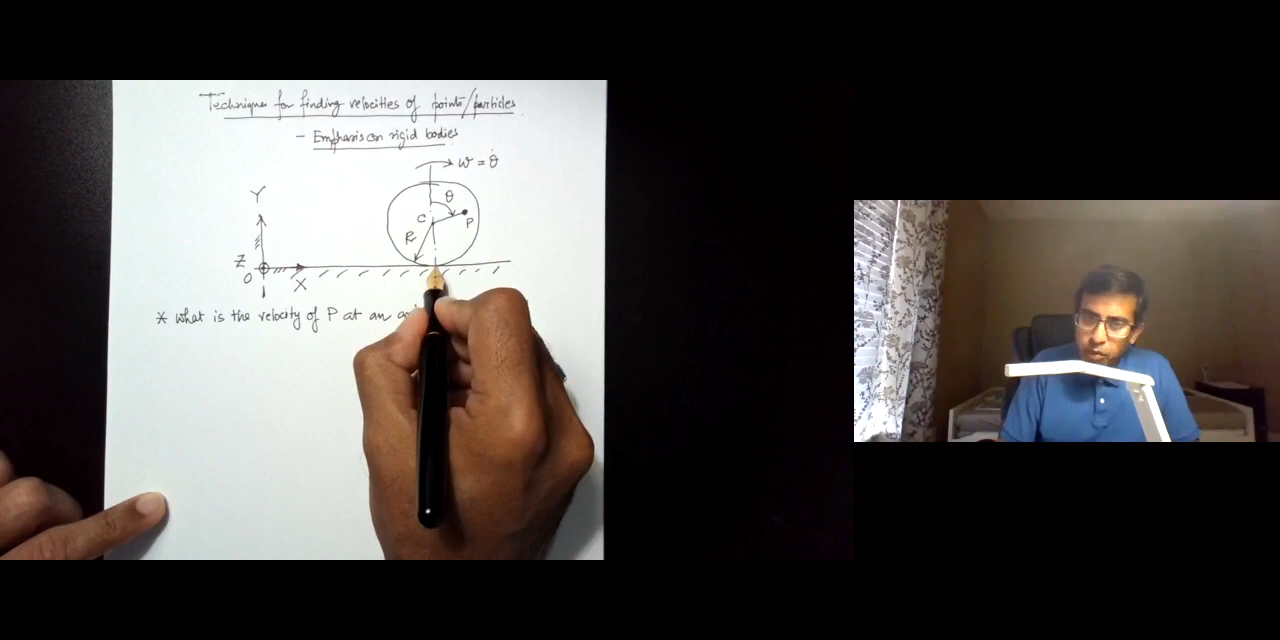 Techniques for finding velocities of points/particles
- Emphasis on rigid bodies
ω = θ̇
Y
θ
C
P
R
Z
O
X
* What is the velocity of P at an